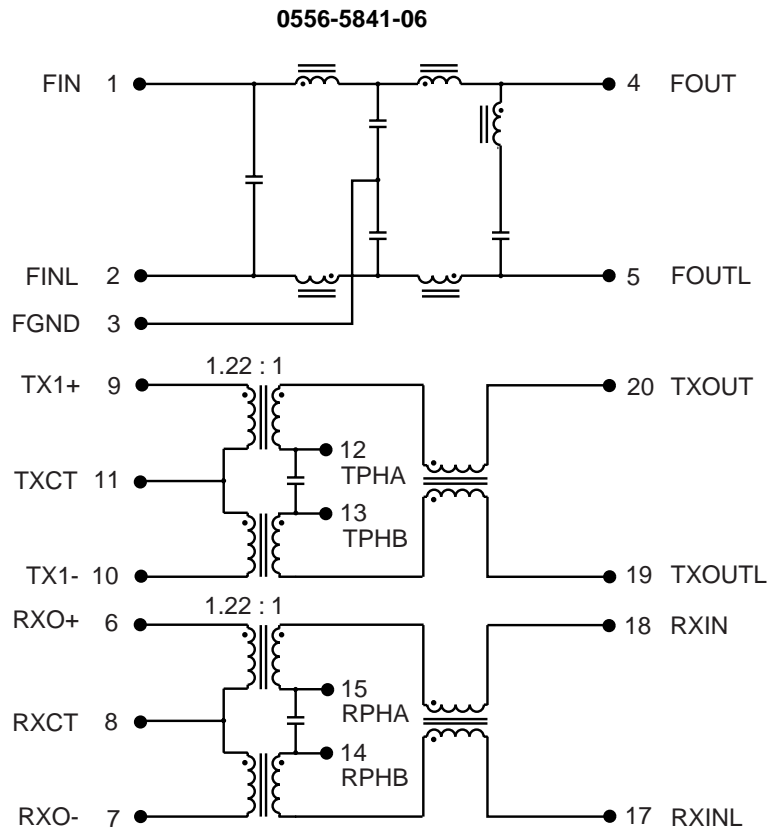 0556-5841-06
FIN 1
4 FOUT
FINL 2
5 FOUTL
FGND 3
1.22 : 1
TX1+ 9
20 TXOUT
12
TPHA
TXCT 11
13
TPHB
TX1- 10
19 TXOUTL
1.22 : 1
RXO+ 6
18 RXIN
15
RPHA
RXCT 8
14
RPHB
RXO- 7
17 RXINL